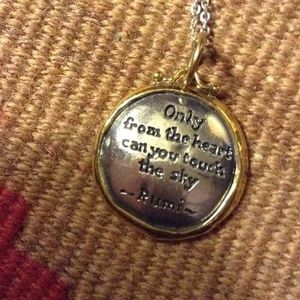 Only
from the heart
can you touch
the sky
~Rumi~